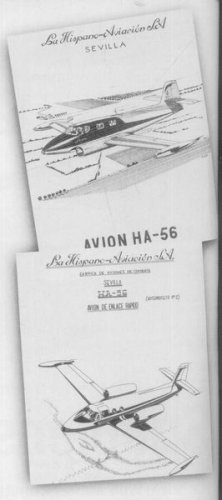 La Hispano-Aviación S.A.
SEVILLA
AVION HA-56
La Hispano-Aviación S.A.
SEVILLA
HA-56
AVION DE ENLACE RAPIDO